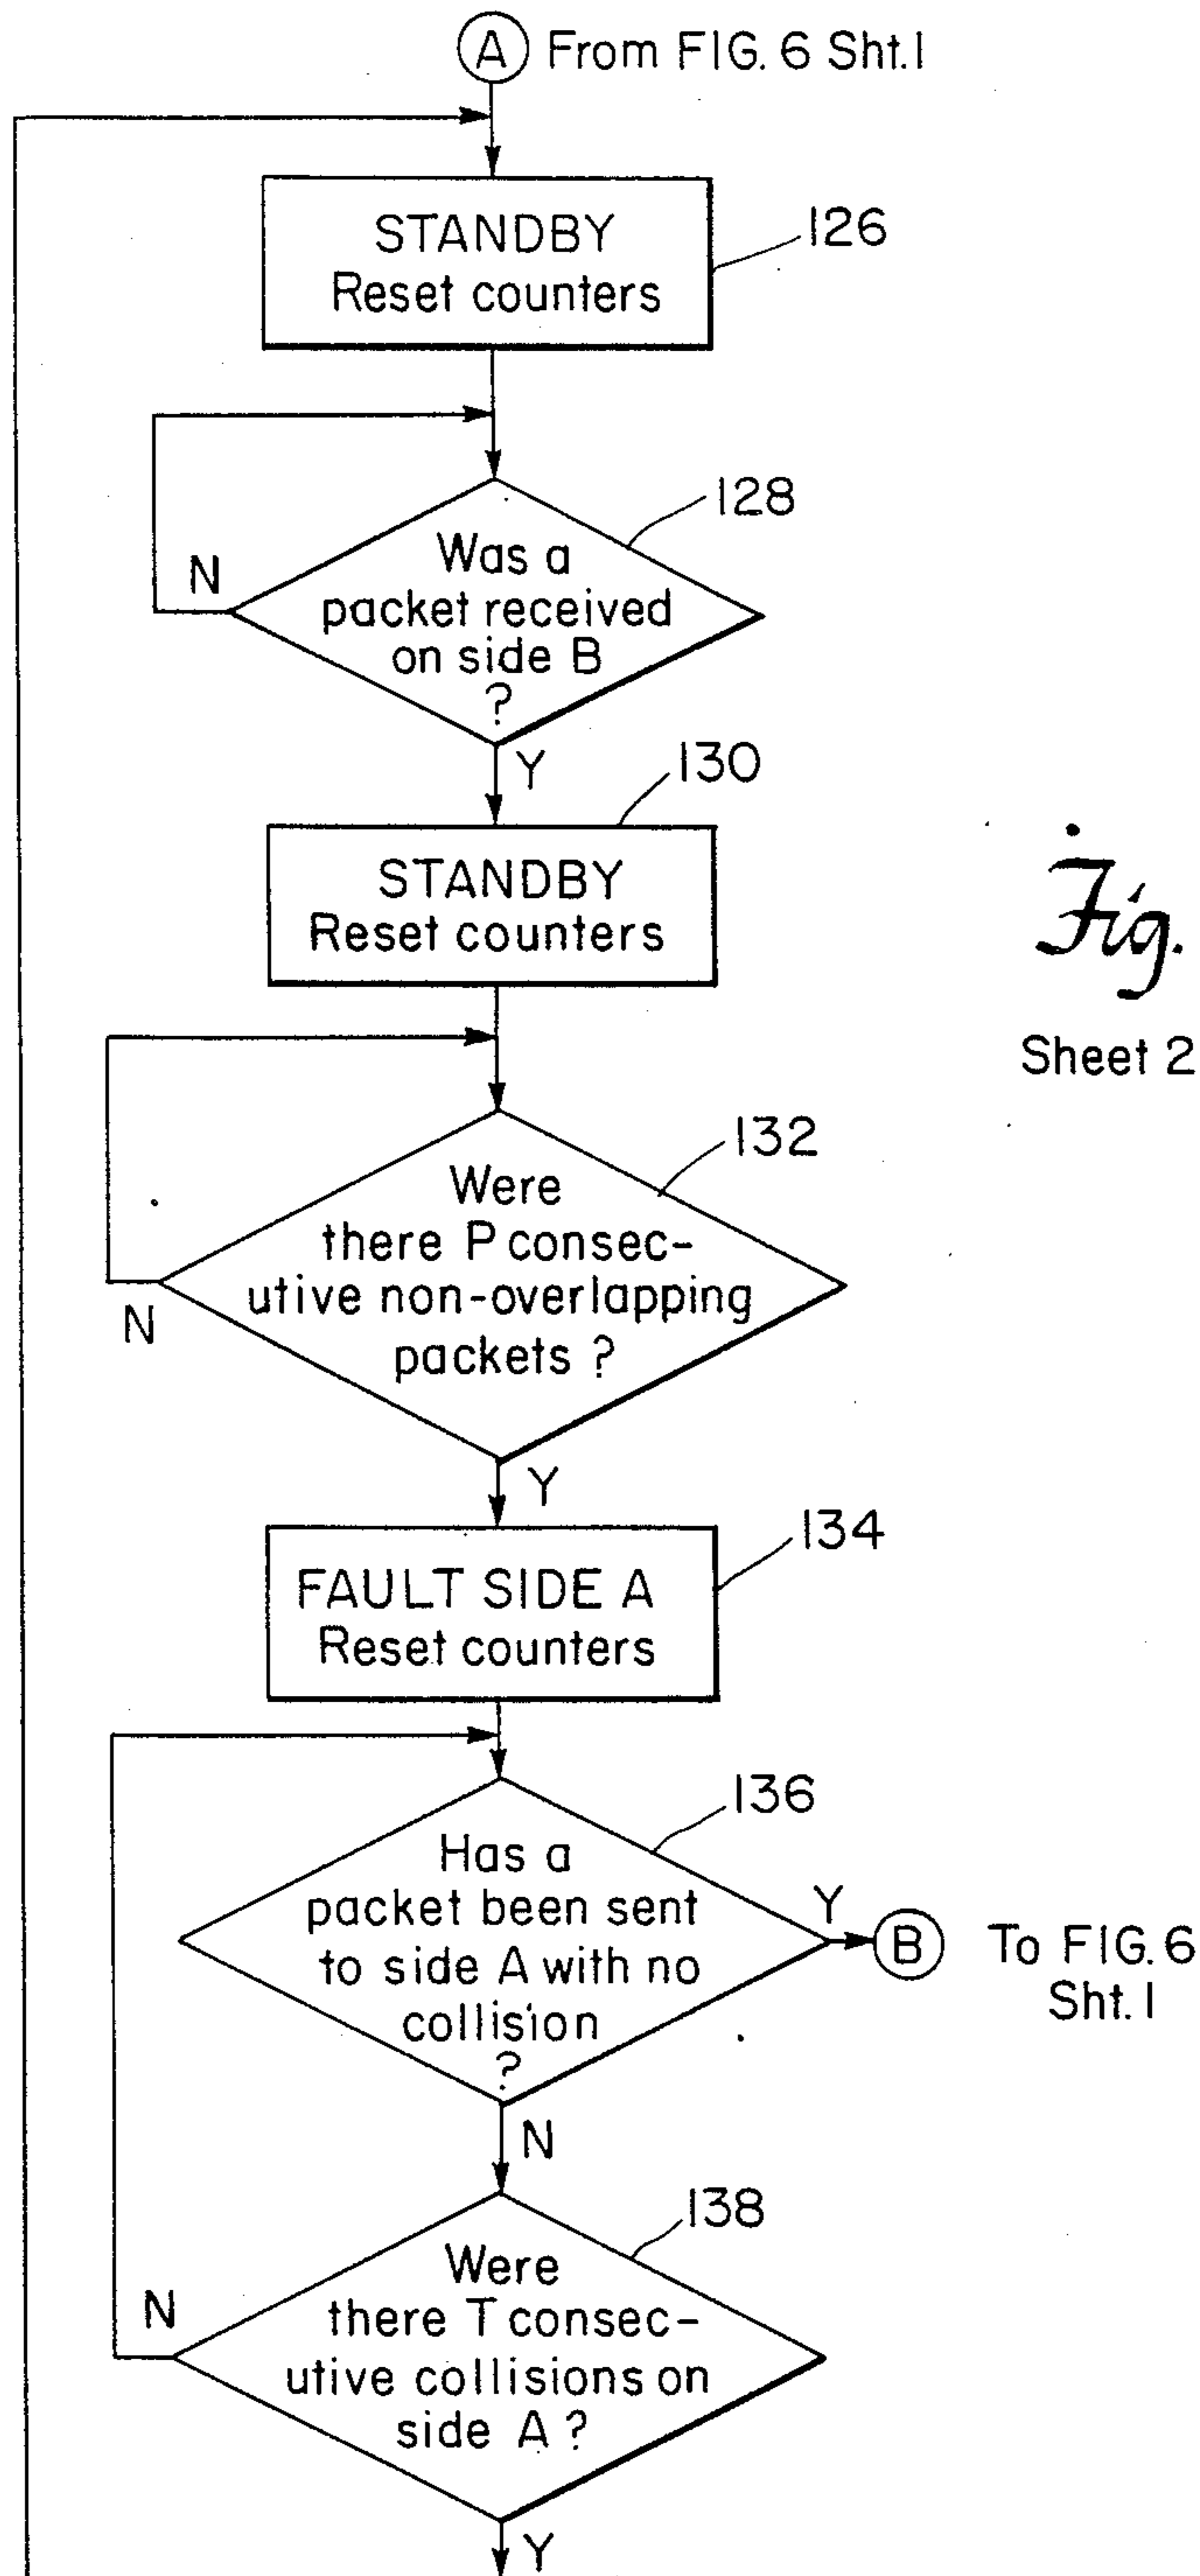 A From FIG. 6 Sht. 1
STANDBY
Reset counters
126
128
Was a
packet received
on side B
?
N
Y
130
STANDBY
Reset counters
Fig.
Sheet 2
132
Were
there P consec-
utive non-overlapping
packets ?
N
Y
134
FAULT SIDE A
Reset counters
136
Has a
packet been sent
to side A with no
collision
?
Y
B To FIG. 6
Sht. 1
N
138
Were
there T consec-
utive collisions on
side A ?
N
Y